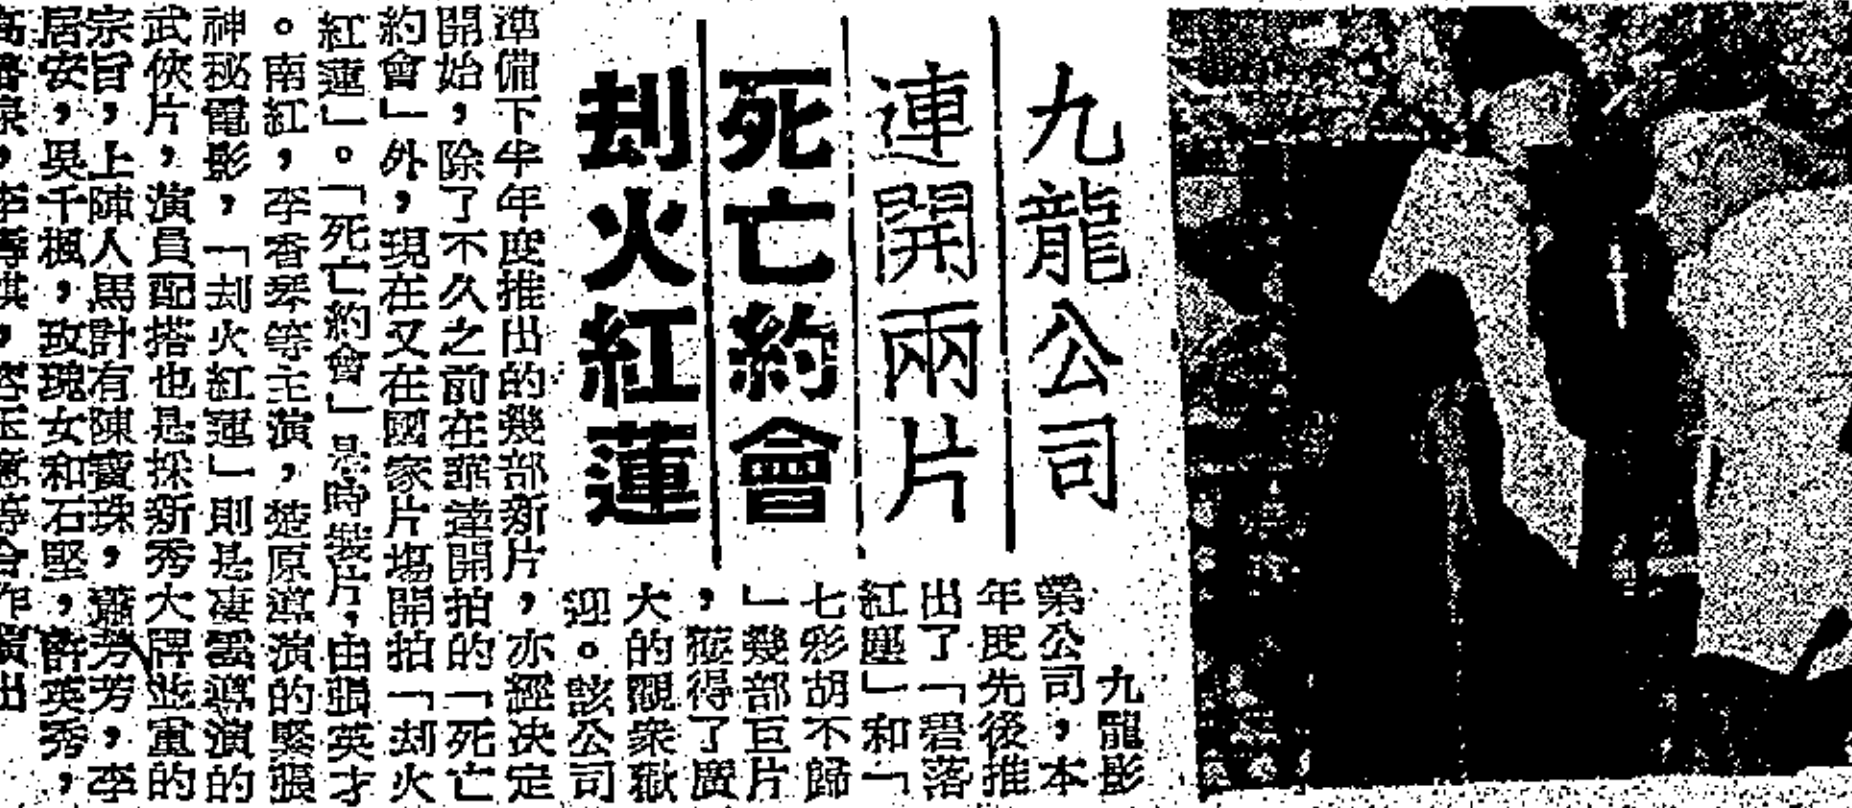 九龍公司
連開兩片
死亡約會
刦火紅蓮
九龍影
業公司，本
年度先後推
出了「碧落
紅塵」和「
七彩胡不歸
」幾部巨片
，獲得了廣
大的觀衆歡
迎。該公司
準備下半年度推出的幾部新片，亦經决定
開始，除了不久之前在華達開拍的「死亡
約會」外，現在又在國家片塲開拍「刦火
紅蓮」。「死亡約會」是時裝片，由張英才
。南紅，李香琴等主演，楚原導演的緊張
神秘電影，「刦火紅蓮」則是凌雲導演的
武俠片，演員配搭也是採新秀大牌並重的
宗旨，上陣人馬計有陳寶珠，蕭芳芳，李
居安，吳千楓，致瑰女和石堅，許英秀，